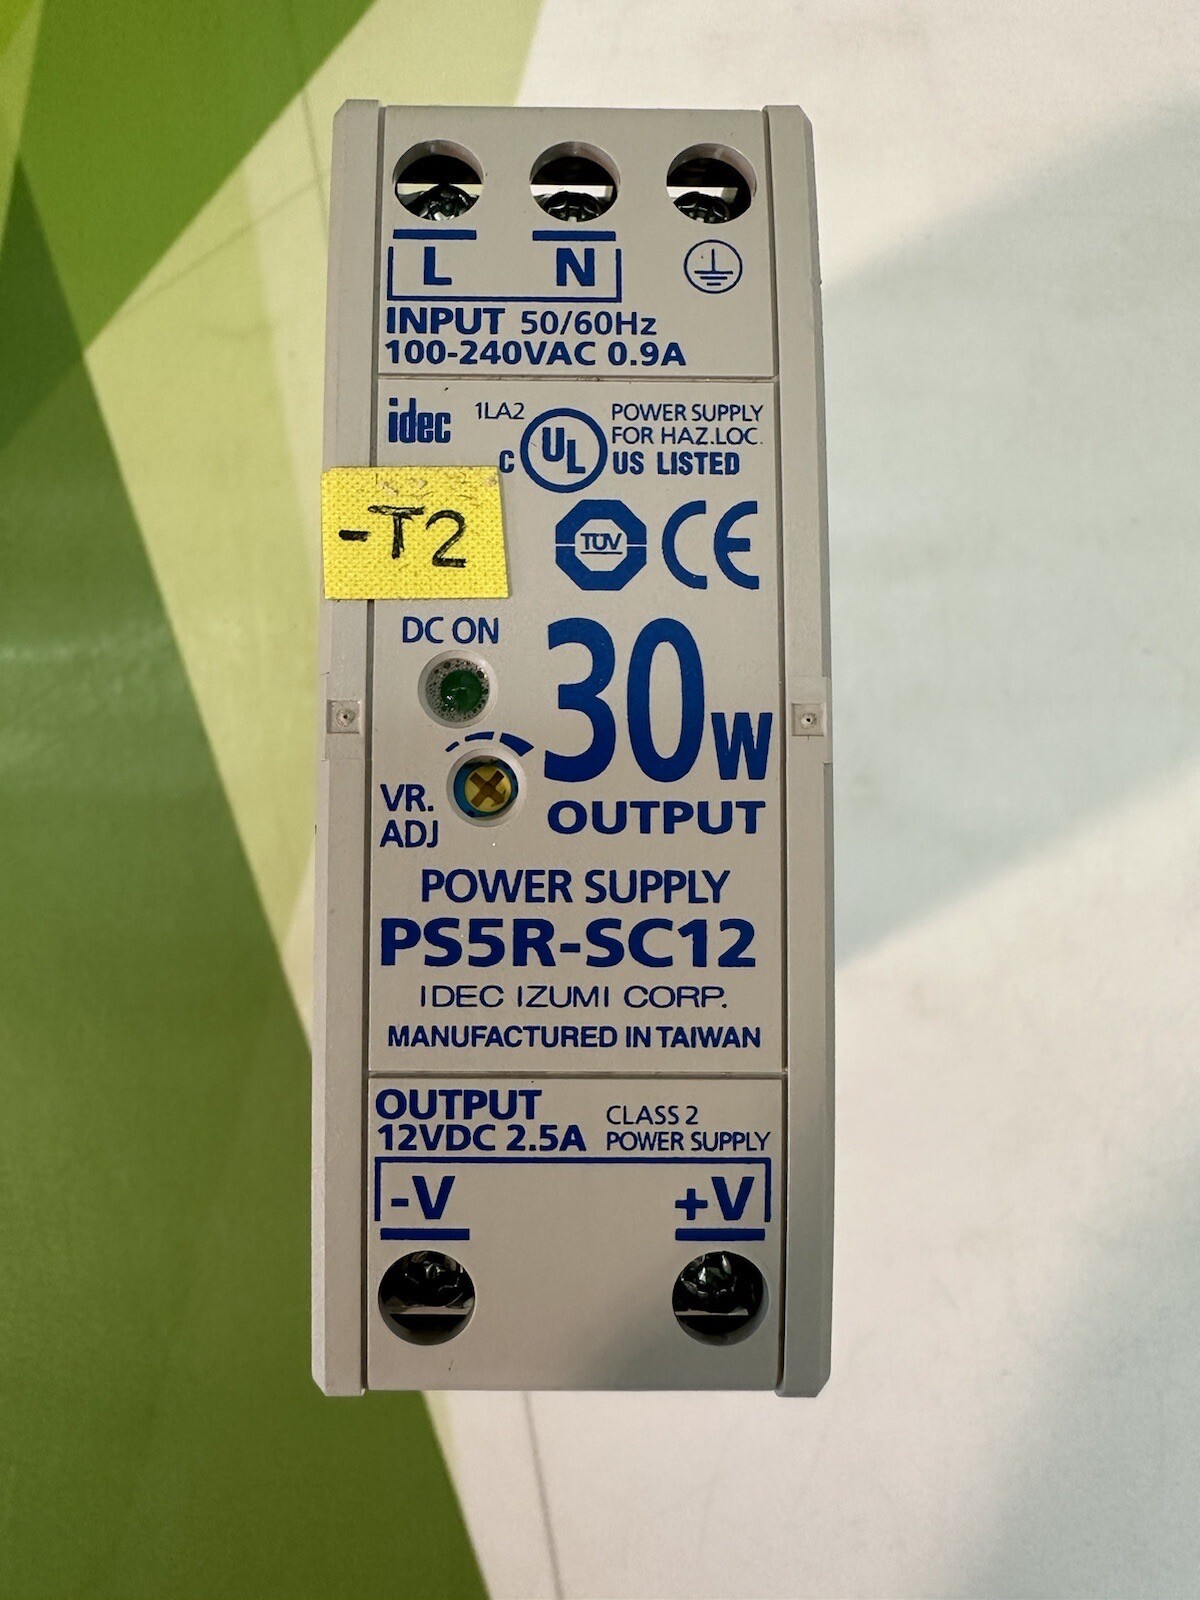 L N
INPUT 50/60Hz
100-240VAC 0.9A
idec 1LA2
POWER SUPPLY
FOR HAZ.LOC.
C UL US LISTED
-T2
TÜV CE
DC ON
30W
OUTPUT
VR.
ADJ
POWER SUPPLY
PS5R-SC12
IDEC IZUMI CORP.
MANUFACTURED IN TAIWAN
OUTPUT
12VDC 2.5A
CLASS 2
POWER SUPPLY
-V +V